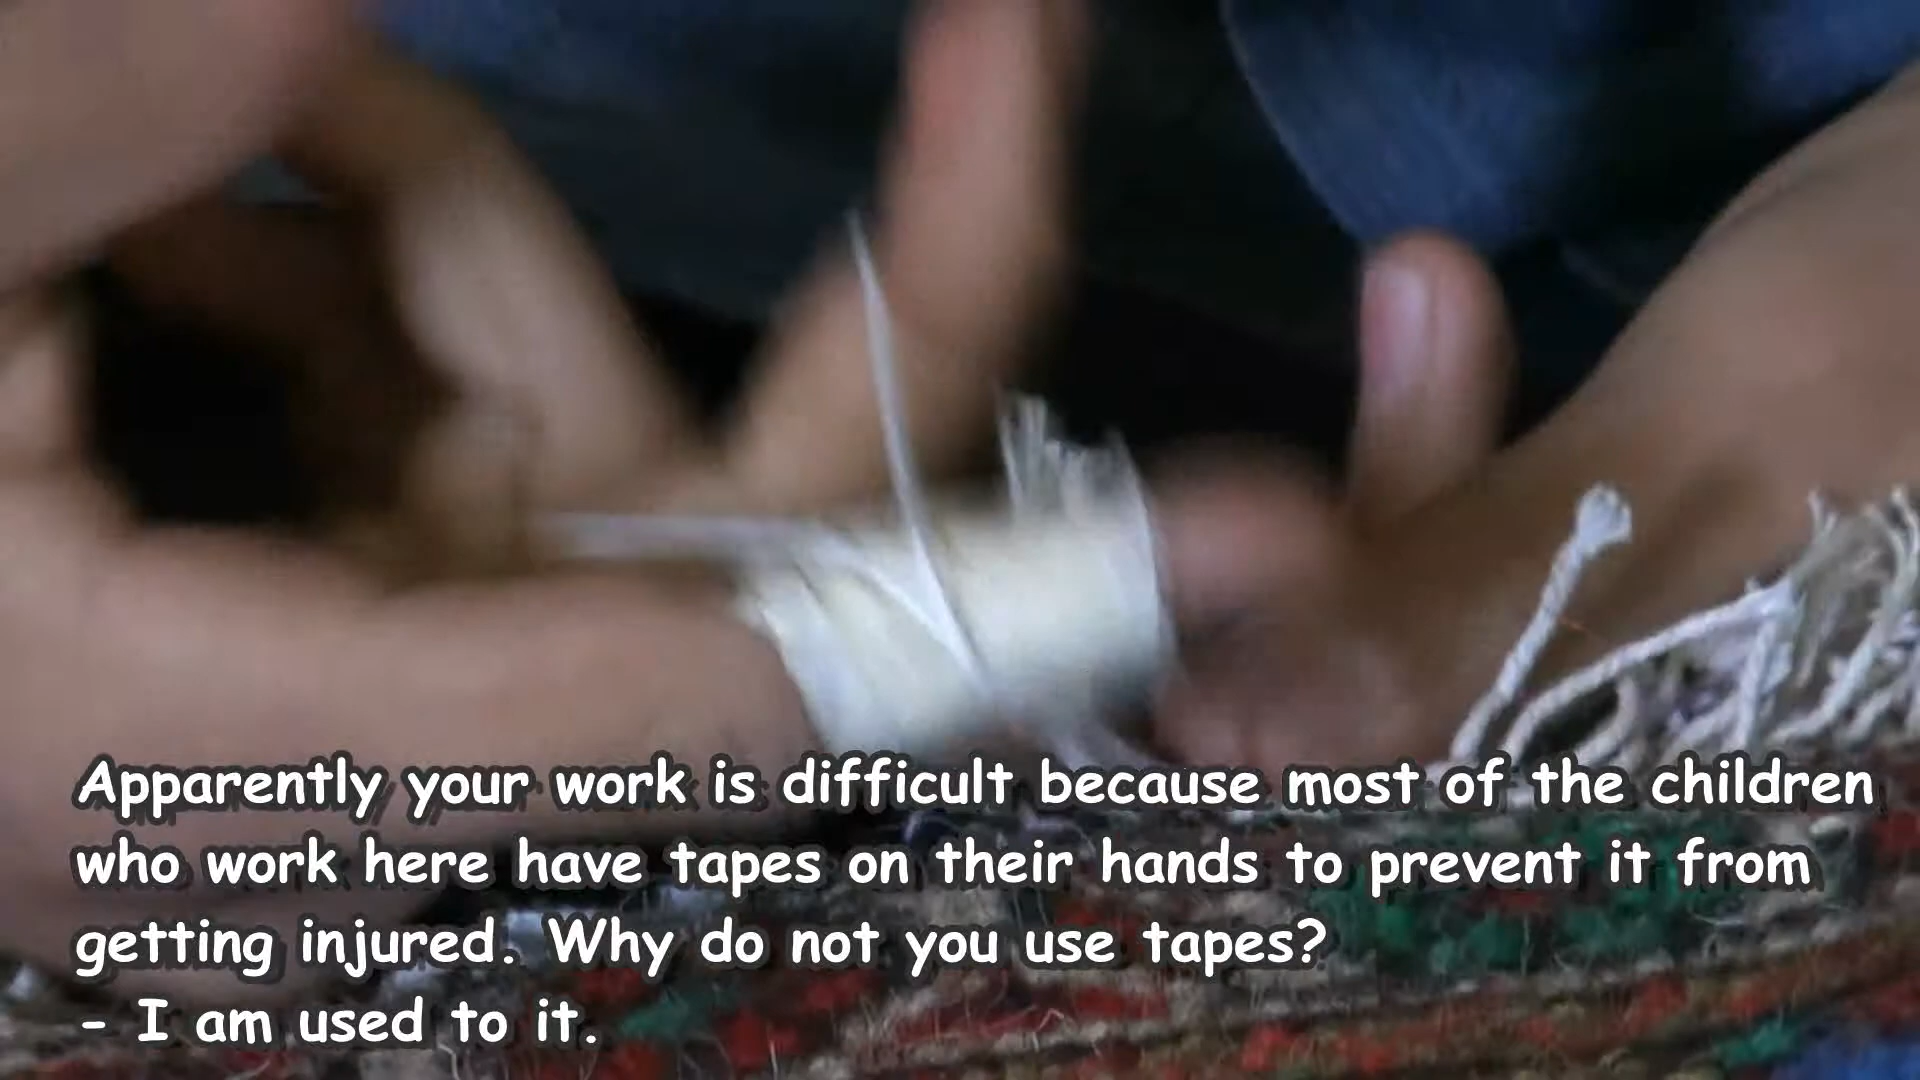 Apparently your work is difficult because most of the children
who work here have tapes on their hands to prevent it from
getting injured. Why do not you use tapes?
- I am used to it.